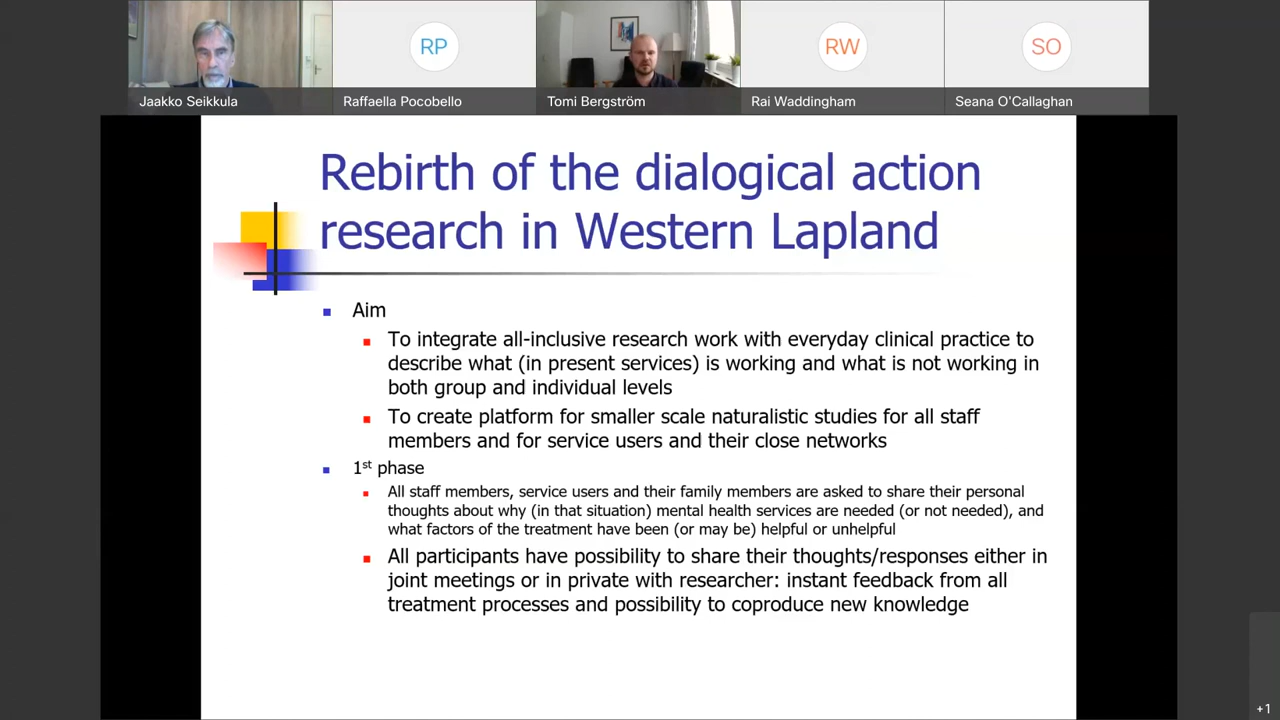 RP
RW
SO
Jaakko Seikkula
Raffaella Pocobello
Tomi Bergström
Rai Waddingham
Seana O'Callaghan
Rebirth of the dialogical action
research in Western Lapland
Aim
To integrate all-inclusive research work with everyday clinical practice to
describe what (in present services) is working and what is not working in
both group and individual levels
To create platform for smaller scale naturalistic studies for all staff
members and for service users and their close networks
1st phase
All staff members, service users and their family members are asked to share their personal
thoughts about why (in that situation) mental health services are needed (or not needed), and
what factors of the treatment have been (or may be) helpful or unhelpful
All participants have possibility to share their thoughts/responses either in
joint meetings or in private with researcher: instant feedback from all
treatment processes and possibility to coproduce new knowledge
+1